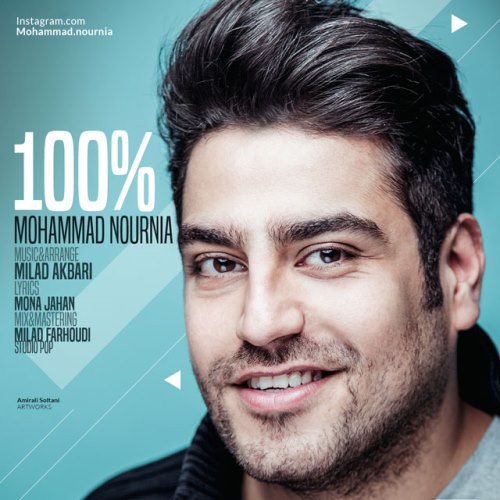 Instagram.com
Mohammad.nournia
100%
MOHAMMAD NOURNIA
MUSIC&ARRANGE
MILAD AKBARI
LYRICS
MONA JAHAN
MIX&MASTERING
MILAD FARHOUDI
STUDIO POP
Amirali Soltani
ARTWORKS